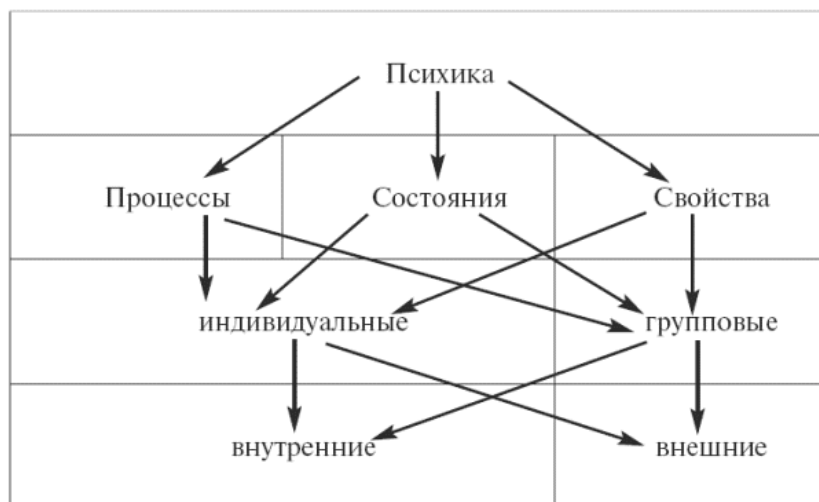 Психика
Процессы Состояния Свойства
индивидуальные групповые
внутренние внешние